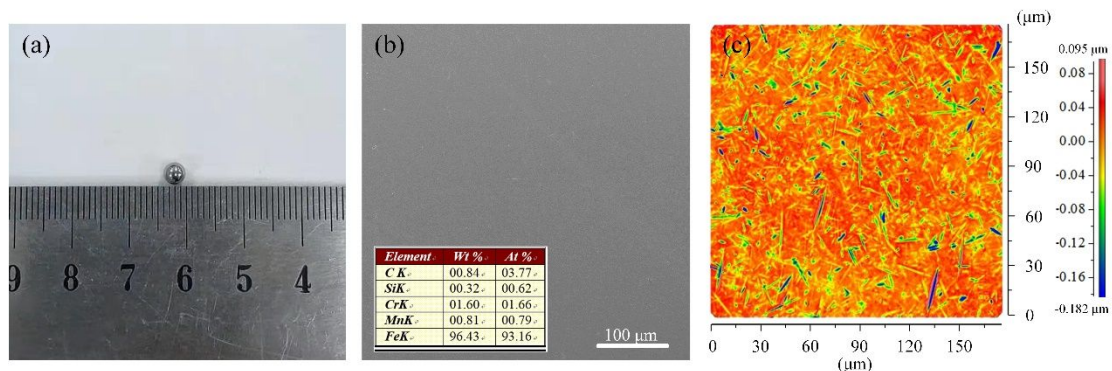 (a)
9 8 7 6 5 4
(b)
Element Wt % At %
C K 00.84 03.77
SiK 00.32 00.62
CrK 01.60 01.66
MnK 00.81 00.79
FeK 96.43 93.16
100 μm
(c)
(μm)
150
120
90
60
30
0
0 30 60 90 120 150
(μm)
0.095 μm
0.08
0.04
0.00
-0.04
-0.08
-0.12
-0.16
-0.182 μm